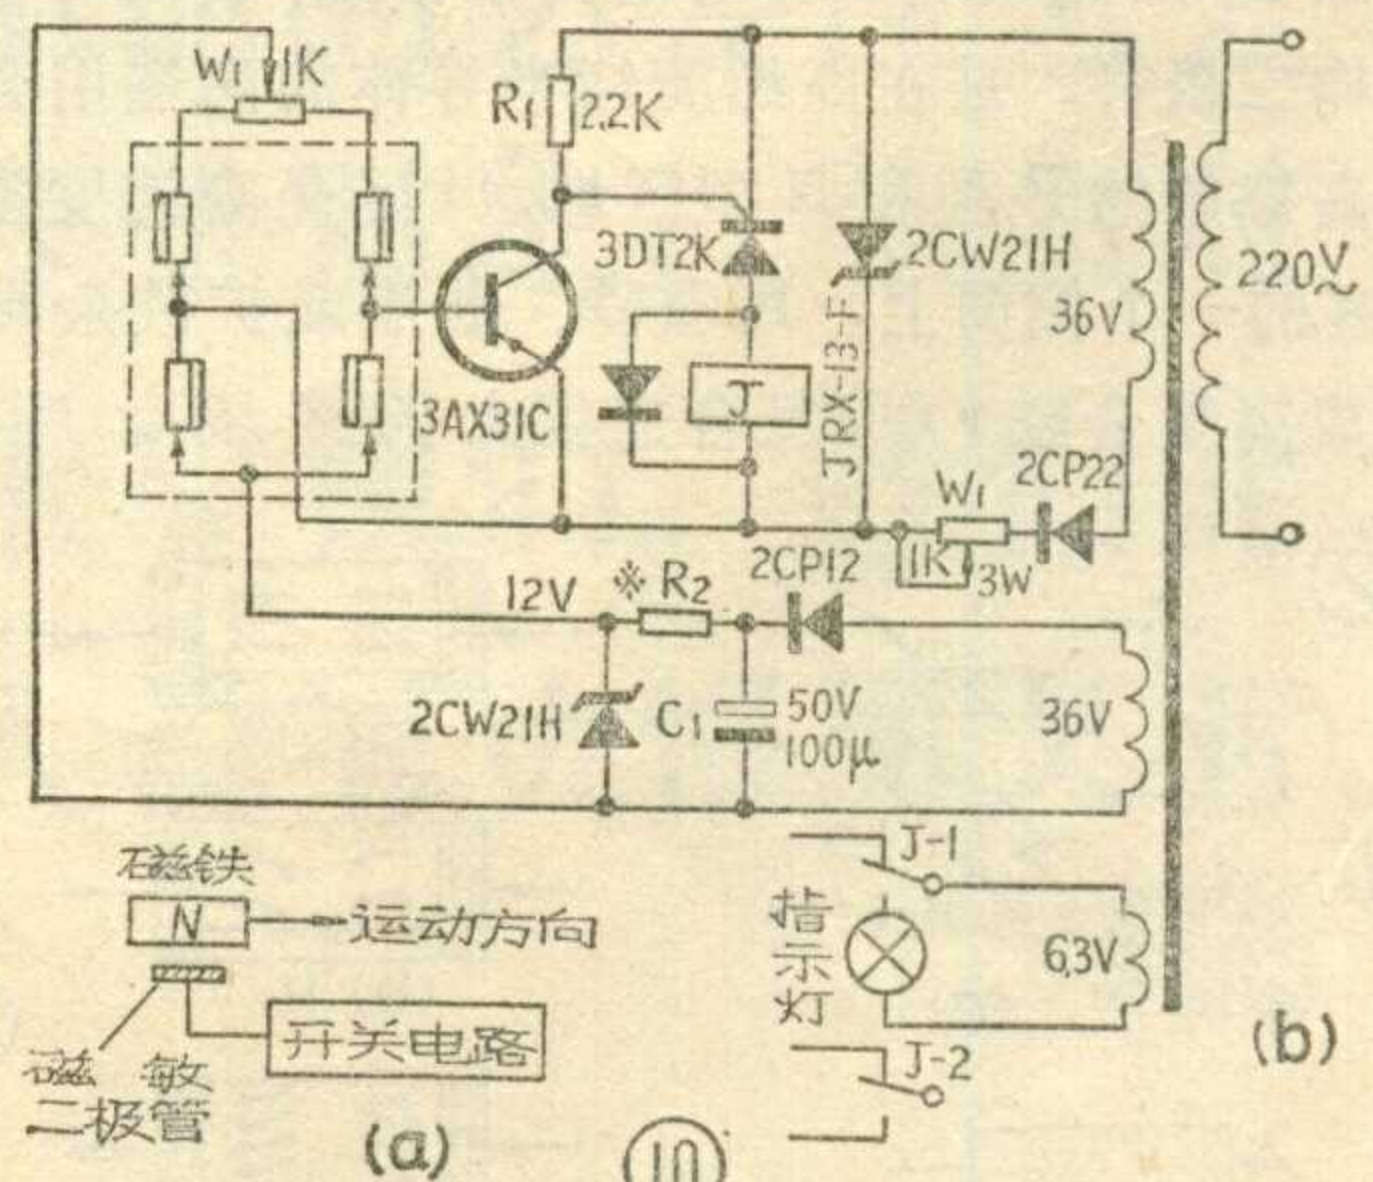 W1 1K
R1 2.2K
3DT2K
2CW21H
36V
220V~
JRX-13-F
3AX31C
J
W1
2CP22
1K
3W
2CP12
12V
※ R2
2CW21H
C1
50V
100μ
36V
J-1
指示灯
6.3V
J-2
(b)
磁铁
N
运动方向
开关电路
磁敏
二极管
(a)
10